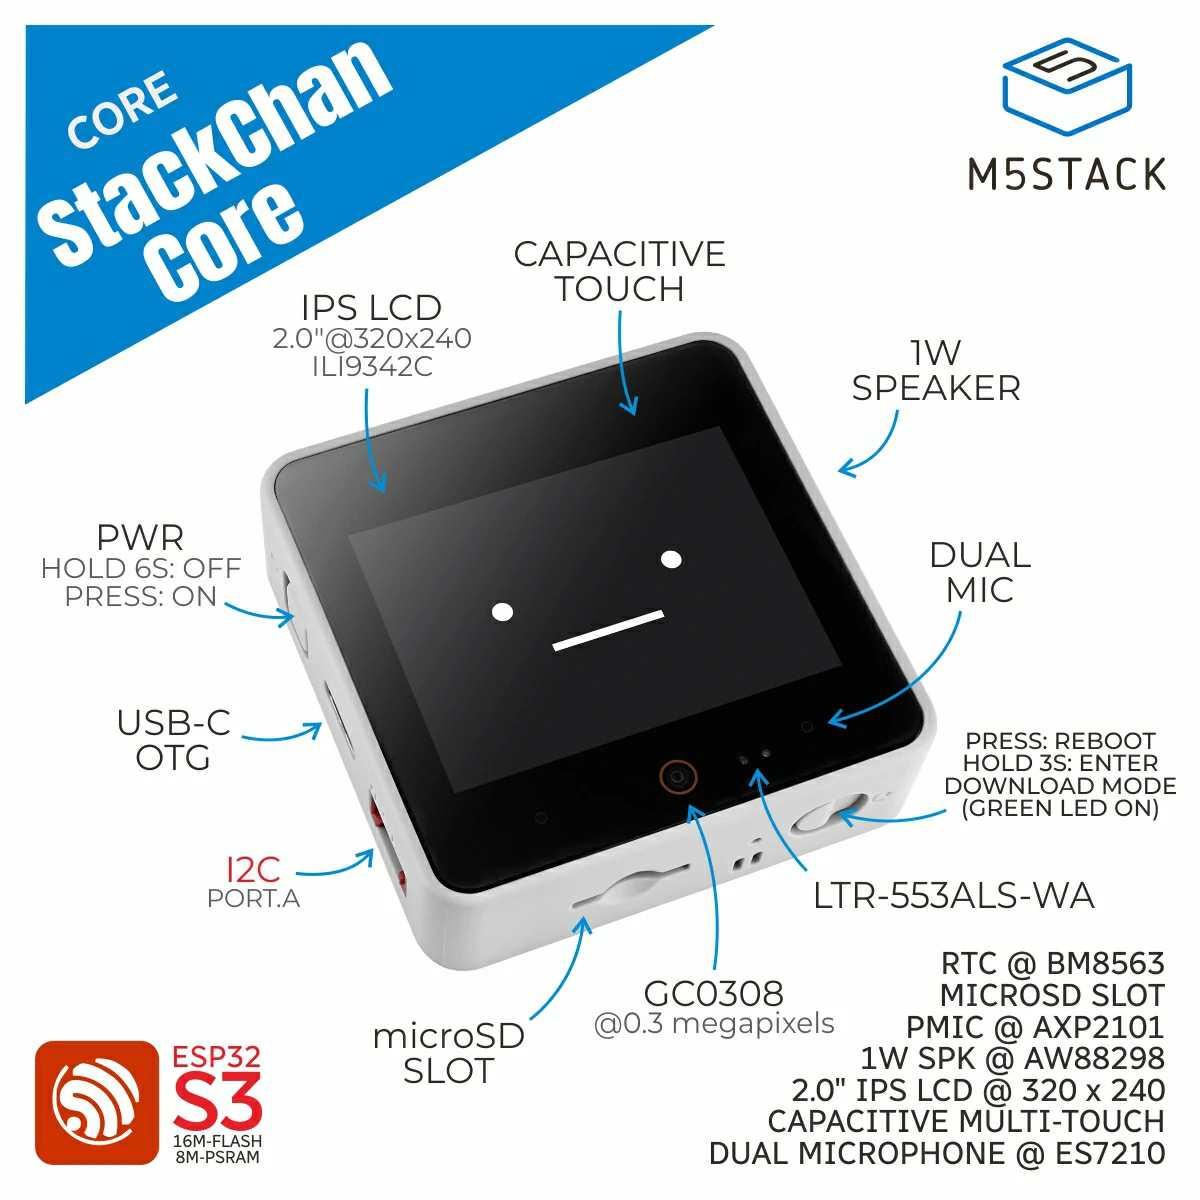 CORE
StackChan
Core
5
M5STACK
CAPACITIVE
TOUCH
IPS LCD
2.0"@320x240
ILI9342C
1W
SPEAKER
PWR
HOLD 6S: OFF
PRESS: ON
DUAL
MIC
USB-C
OTG
PRESS: REBOOT
HOLD 3S: ENTER
DOWNLOAD MODE
(GREEN LED ON)
I2C
PORT.A
LTR-553ALS-WA
GC0308
@0.3 megapixels
microSD
SLOT
RTC @ BM8563
MICROSD SLOT
PMIC @ AXP2101
1W SPK @ AW88298
2.0" IPS LCD @ 320 x 240
CAPACITIVE MULTI-TOUCH
DUAL MICROPHONE @ ES7210
ESP32
S3
16M-FLASH
8M-PSRAM